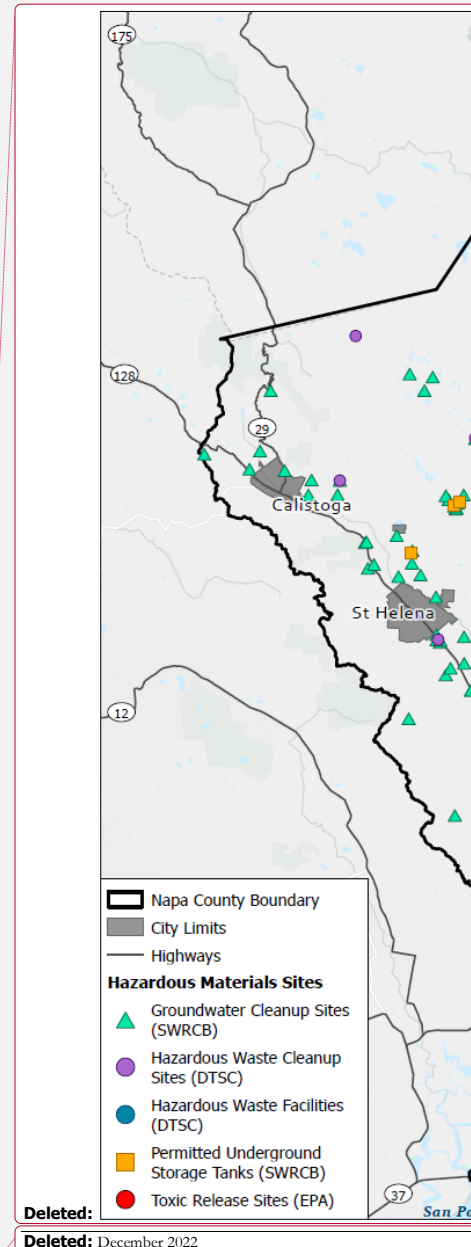 175
128
29
Calistoga
St Helena
12
Napa County Boundary
City Limits
Highways
Hazardous Materials Sites
Groundwater Cleanup Sites
(SWRCB)
Hazardous Waste Cleanup
Sites (DTSC)
Hazardous Waste Facilities
(DTSC)
Permitted Underground
Storage Tanks (SWRCB)
Toxic Release Sites (EPA)
37
San Pa
Deleted:
Deleted: December 2022